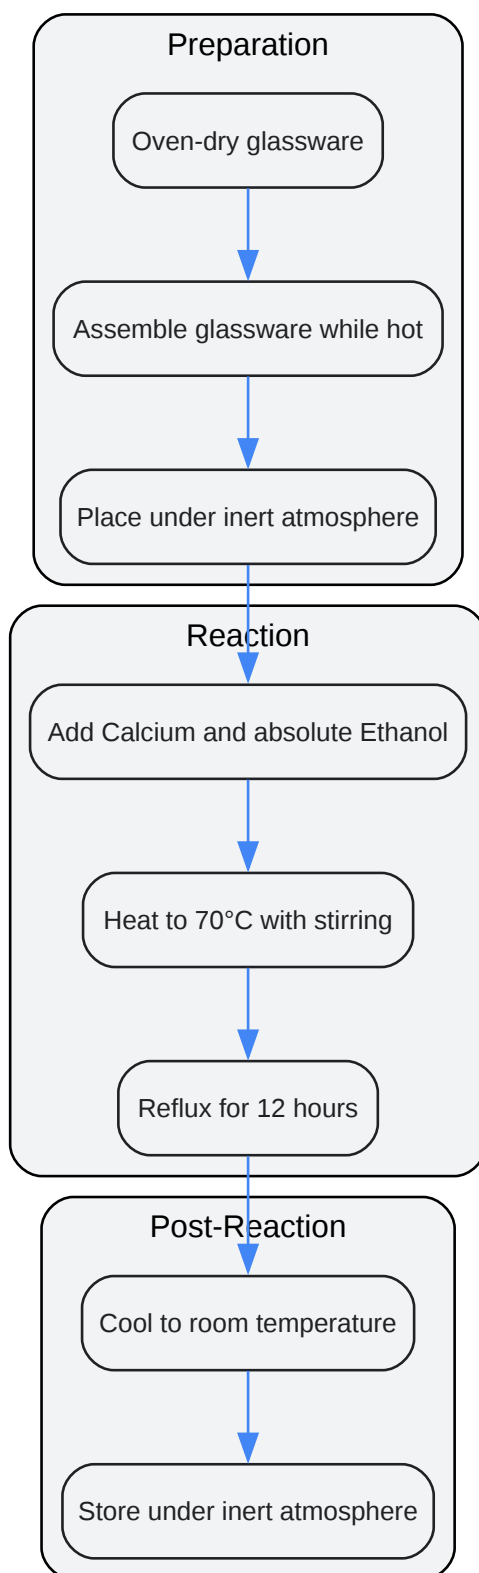 Preparation
Oven-dry glassware
Assemble glassware while hot
Place under inert atmosphere
Reaction
Add Calcium and absolute Ethanol
Heat to 70°C with stirring
Reflux for 12 hours
Post-Reaction
Cool to room temperature
Store under inert atmosphere